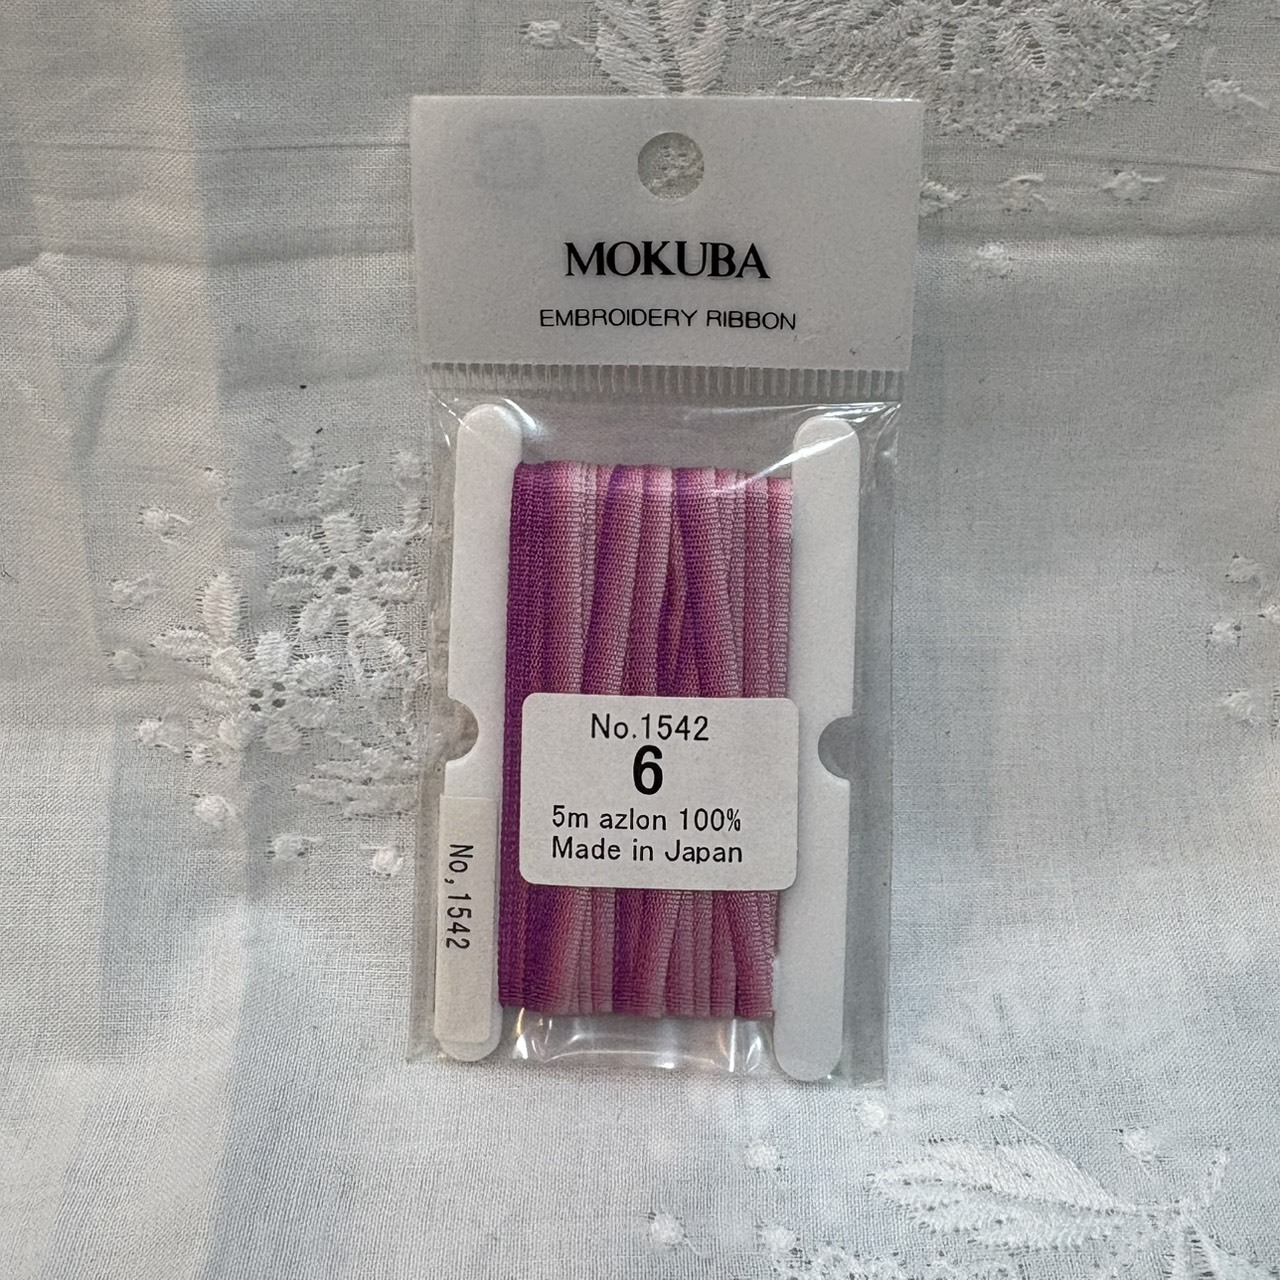 MOKUBA
EMBROIDERY RIBBON
No.1542
6
5m azlon 100%
Made in Japan
No,1542